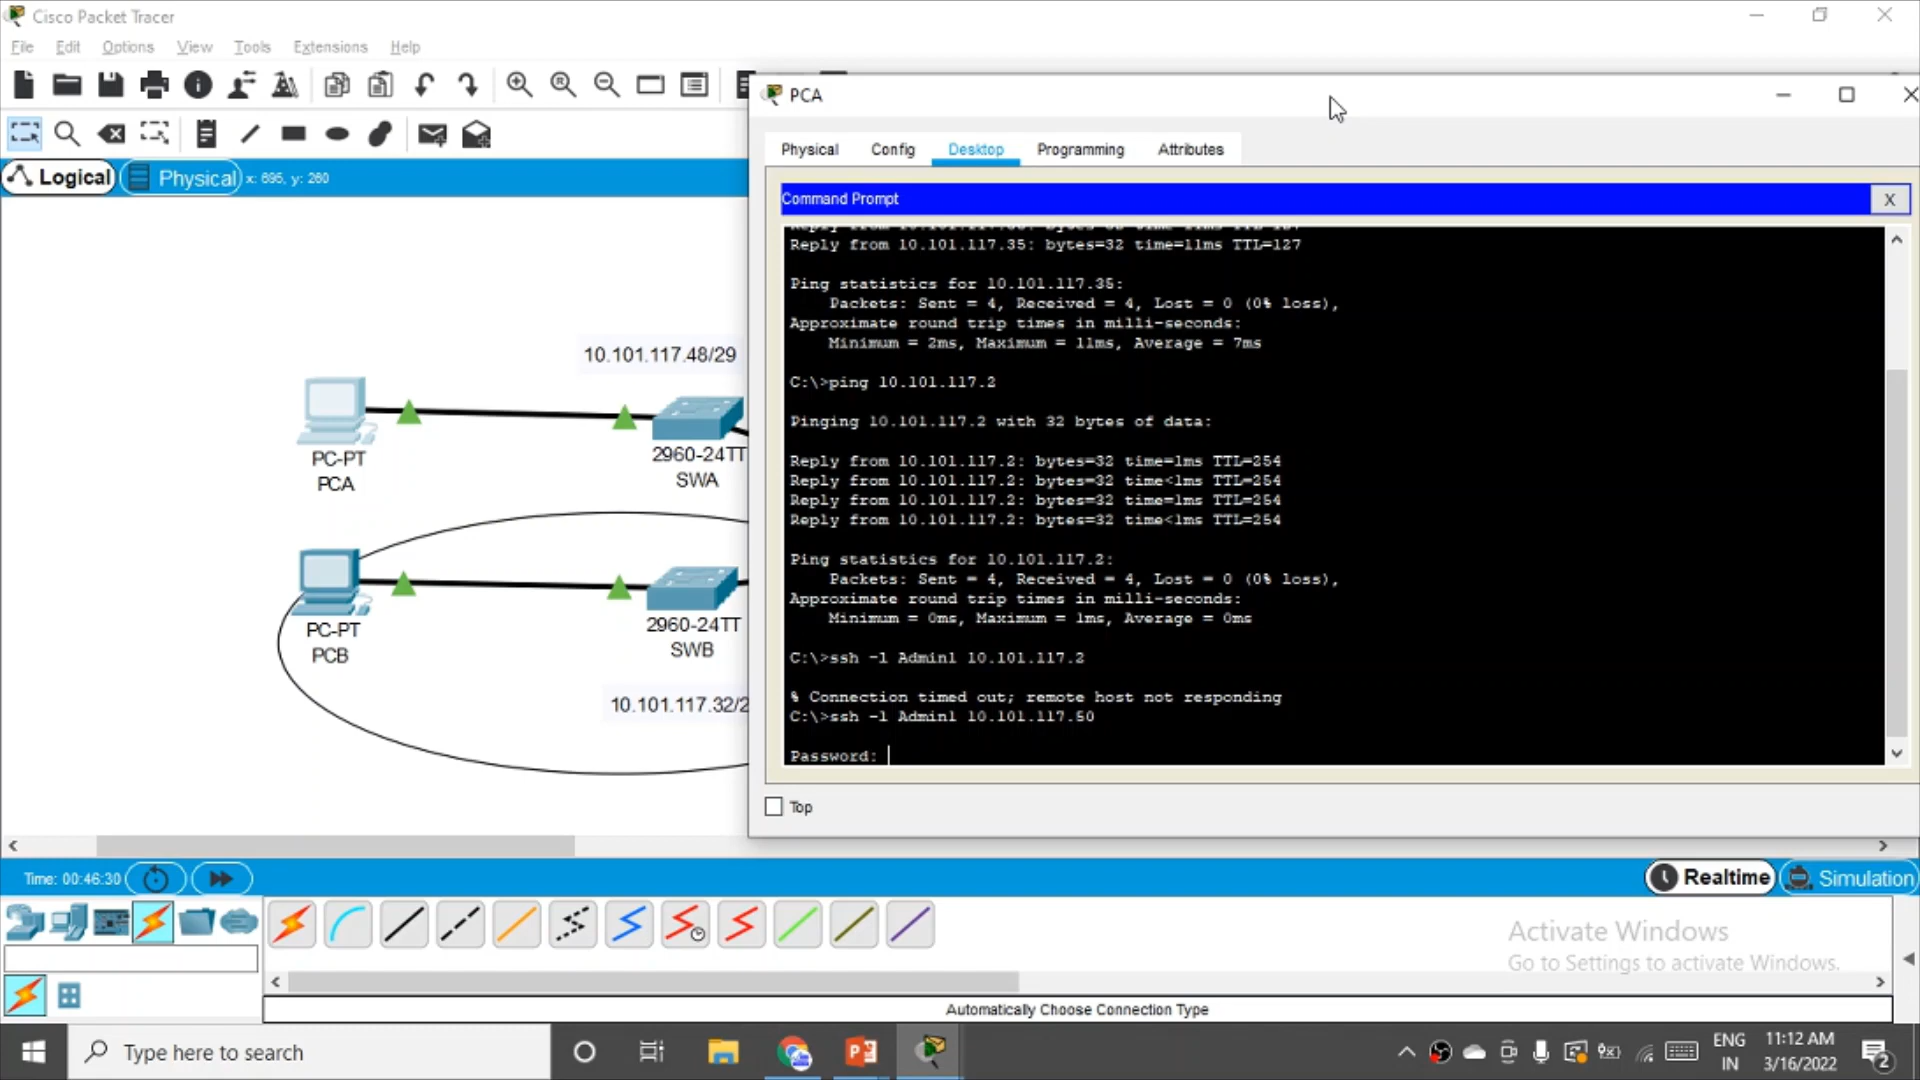 Cisco Packet Tracer
File Edit Options View Tools Extensions Help
PCA
Physical Config Desktop Programming Attributes
Logical Physical x: 695, y: 260
Command Prompt
X
Reply from 10.101.117.35: bytes=32 time=11ms TTL=127
Ping statistics for 10.101.117.35:
Packets: Sent = 4, Received = 4, Lost = 0 (0% loss),
Approximate round trip times in milli-seconds:
Minimum = 2ms, Maximum = 11ms, Average = 7ms
C:\>ping 10.101.117.2
Pinging 10.101.117.2 with 32 bytes of data:
Reply from 10.101.117.2: bytes=32 time=1ms TTL=254
Reply from 10.101.117.2: bytes=32 time<1ms TTL=254
Reply from 10.101.117.2: bytes=32 time=1ms TTL=254
Reply from 10.101.117.2: bytes=32 time<1ms TTL=254
Ping statistics for 10.101.117.2:
Packets: Sent = 4, Received = 4, Lost = 0 (0% loss),
Approximate round trip times in milli-seconds:
Minimum = 0ms, Maximum = 1ms, Average = 0ms
C:\>ssh -l Admin1 10.101.117.2
% Connection timed out; remote host not responding
C:\>ssh -l Admin1 10.101.117.50
Password:
Top
10.101.117.48/29
PC-PT
PCA
2960-24TT
SWA
PC-PT
PCB
2960-24TT
SWB
10.101.117.32/2
Time: 00:46:30
Realtime Simulation
Activate Windows
Go to Settings to activate Windows.
Automatically Choose Connection Type
Type here to search
ENG
IN
11:12 AM
3/16/2022
2